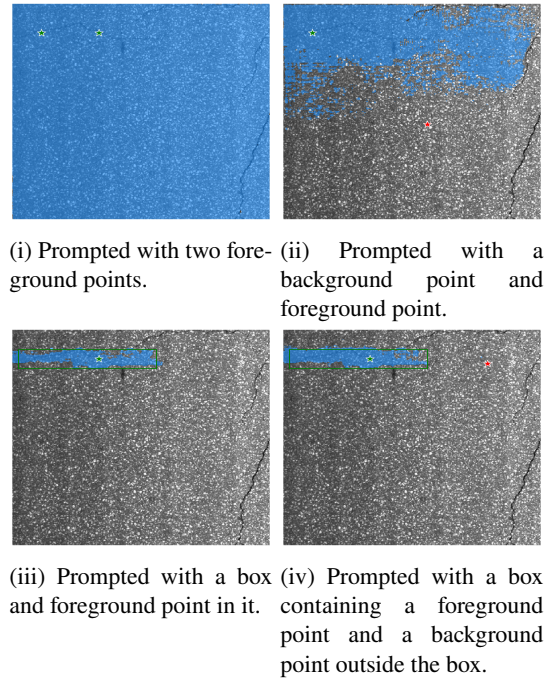 (i) Prompted with two fore-
ground points.
(ii) Prompted with a
background point and
foreground point.
(iii) Prompted with a box
and foreground point in it.
(iv) Prompted with a box
containing a foreground
point and a background
point outside the box.